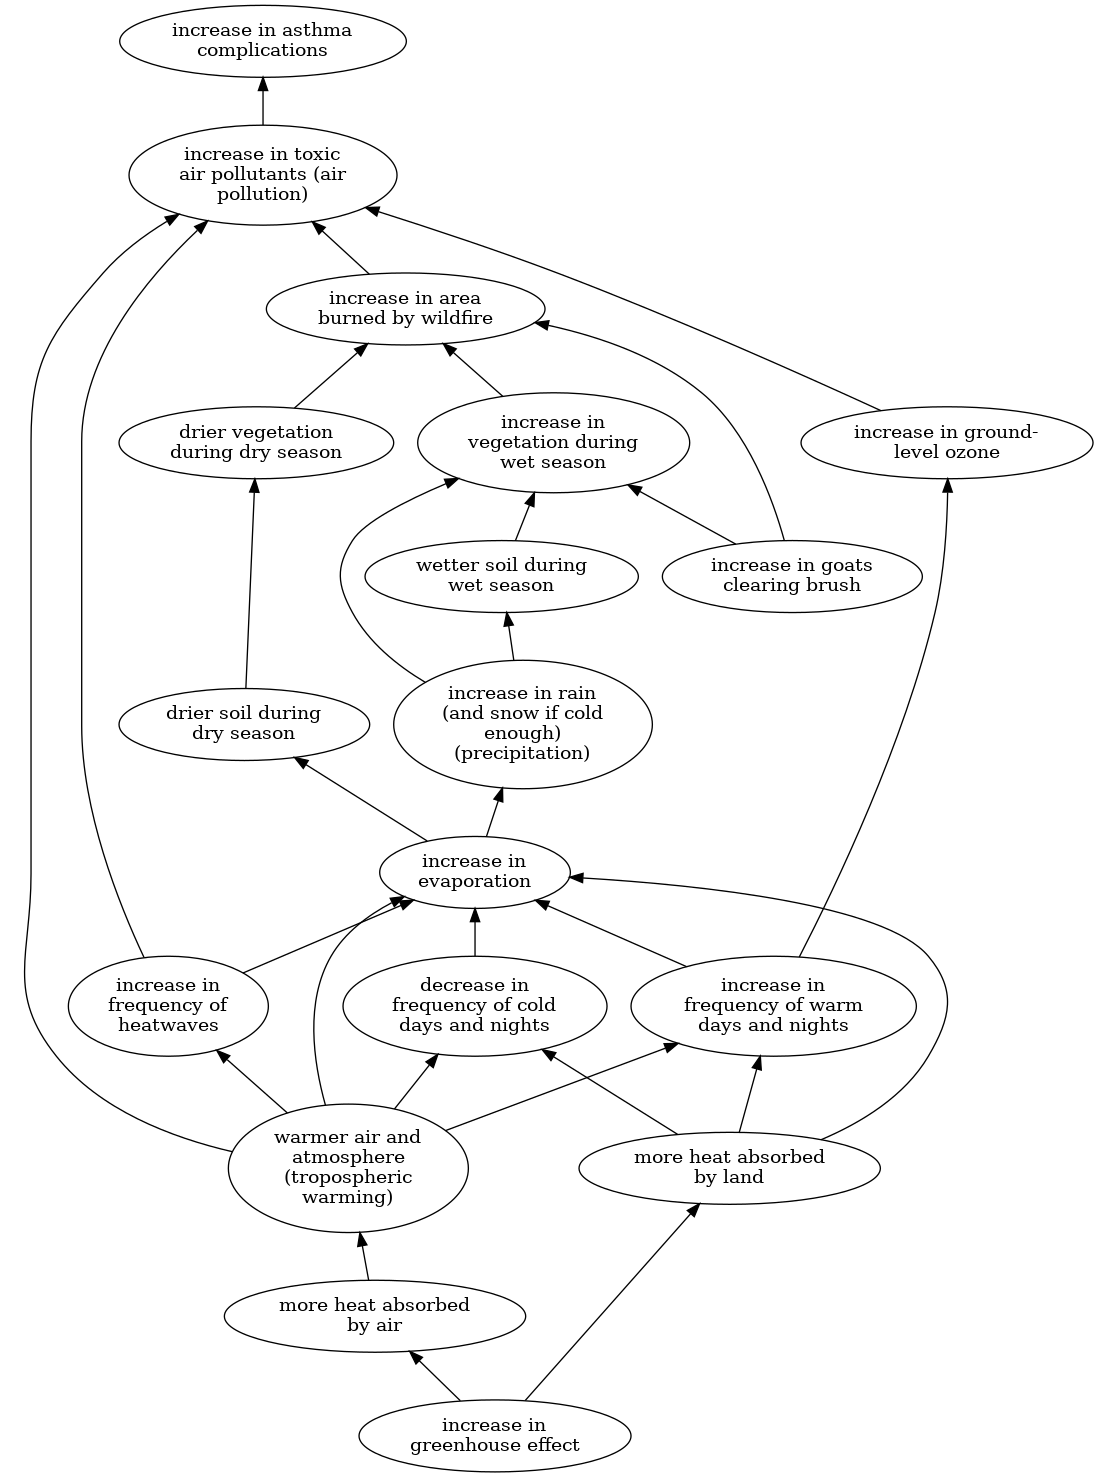 increase in asthma
complications
increase in toxic
air pollutants (air
pollution)
increase in area
burned by wildfire
drier vegetation
during dry season
increase in
vegetation during
wet season
increase in ground-
level ozone
wetter soil during
wet season
increase in goats
clearing brush
drier soil during
dry season
increase in rain
(and snow if cold
enough)
(precipitation)
increase in
evaporation
increase in
frequency of
heatwaves
decrease in
frequency of cold
days and nights
increase in
frequency of warm
days and nights
warmer air and
atmosphere
(tropospheric
warming)
more heat absorbed
by land
more heat absorbed
by air
increase in
greenhouse effect